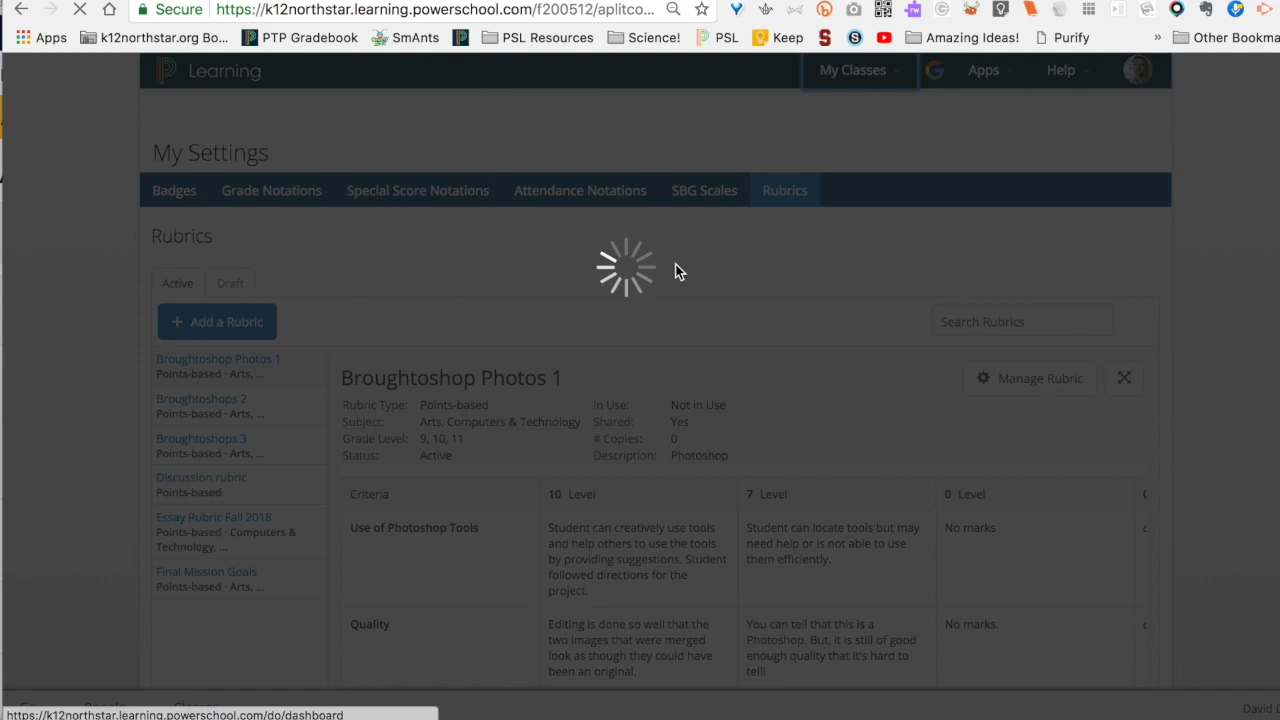 Secure https://k12northstar.learning.powerschool.com/f200512/aplitco...
Apps k12northstar.org Bo... PTP Gradebook SmAnts PSL Resources Science! PSL Keep Amazing Ideas! Purify » Other Bookma
Learning My Classes Apps Help
My Settings
Badges Grade Notations Special Score Notations Attendance Notations SBG Scales Rubrics
Rubrics
Active Draft
+ Add a Rubric Search Rubrics
Broughtoshop Photos 1
Points-based · Arts, ...
Broughtoshops 2
Points-based · Arts, ...
Broughtoshops 3
Points-based · Arts, ...
Discussion rubric
Points-based
Essay Rubric Fall 2018
Points-based · Computers &
Technology, ...
Final Mission Goals
Points-based · Arts, ...
Broughtoshop Photos 1 Manage Rubric
Rubric Type: Points-based In Use: Not in Use
Subject: Arts, Computers & Technology Shared: Yes
Grade Level: 9, 10, 11 # Copies: 0
Status: Active Description: Photoshop
Criteria 10 Level 7 Level 0 Level
Use of Photoshop Tools
Student can creatively use tools
and help others to use the tools
by providing suggestions. Student
followed directions for the
project.
Student can locate tools but may
need help or is not able to use
them efficiently.
No marks
Quality
Editing is done so well that the
two images that were merged
look as though they could have
been an original.
You can tell that this is a
Photoshop. But, it is still of good
enough quality that it's hard to
tell!
No marks.
David
https://k12northstar.learning.powerschool.com/do/dashboard